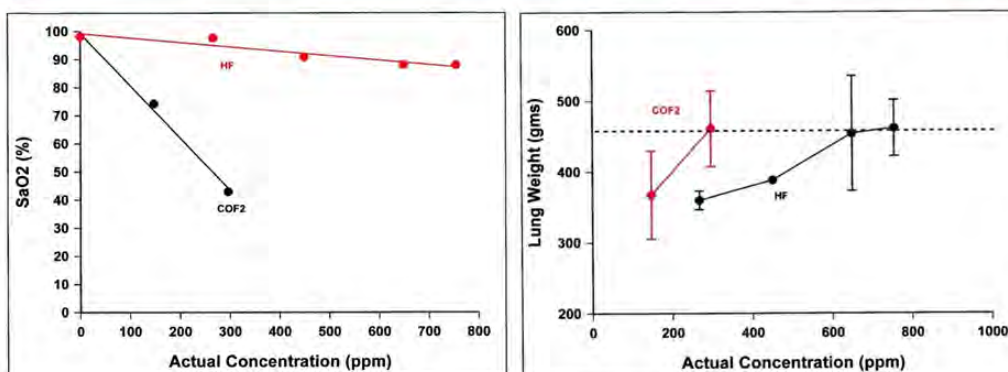 100
90
80
70
60
50
40
30
20
10
0
SaO2 (%)
HF
COF2
0 100 200 300 400 500 600 700 800
Actual Concentration (ppm)
600
500
400
300
200
Lung Weight (gms)
COF2
HF
0 200 400 600 800 1000
Actual Concentration (ppm)